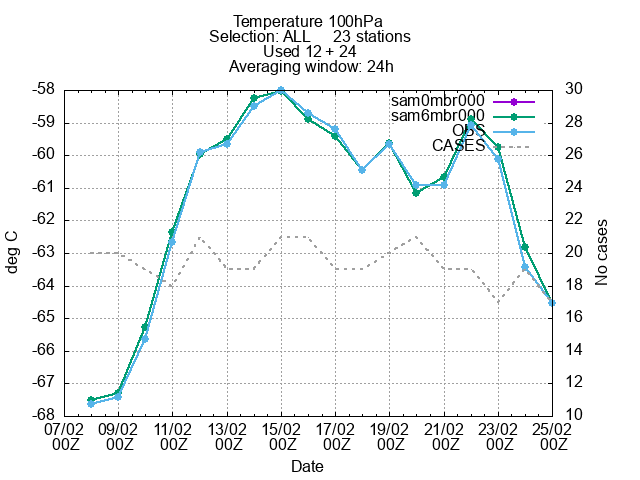 Temperature 100hPa
Selection: ALL 23 stations
Used 12 + 24
Averaging window: 24h
-58
-59
-60
-61
-62
-63
-64
-65
-66
-67
-68
deg C
30
28
26
24
22
20
18
16
14
12
10
No cases
sam0mbr000
sam6mbr000
OBS
CASES
07/02 09/02 11/02 13/02 15/02 17/02 19/02 21/02 23/02 25/02
00Z 00Z 00Z 00Z 00Z 00Z 00Z 00Z 00Z 00Z
Date